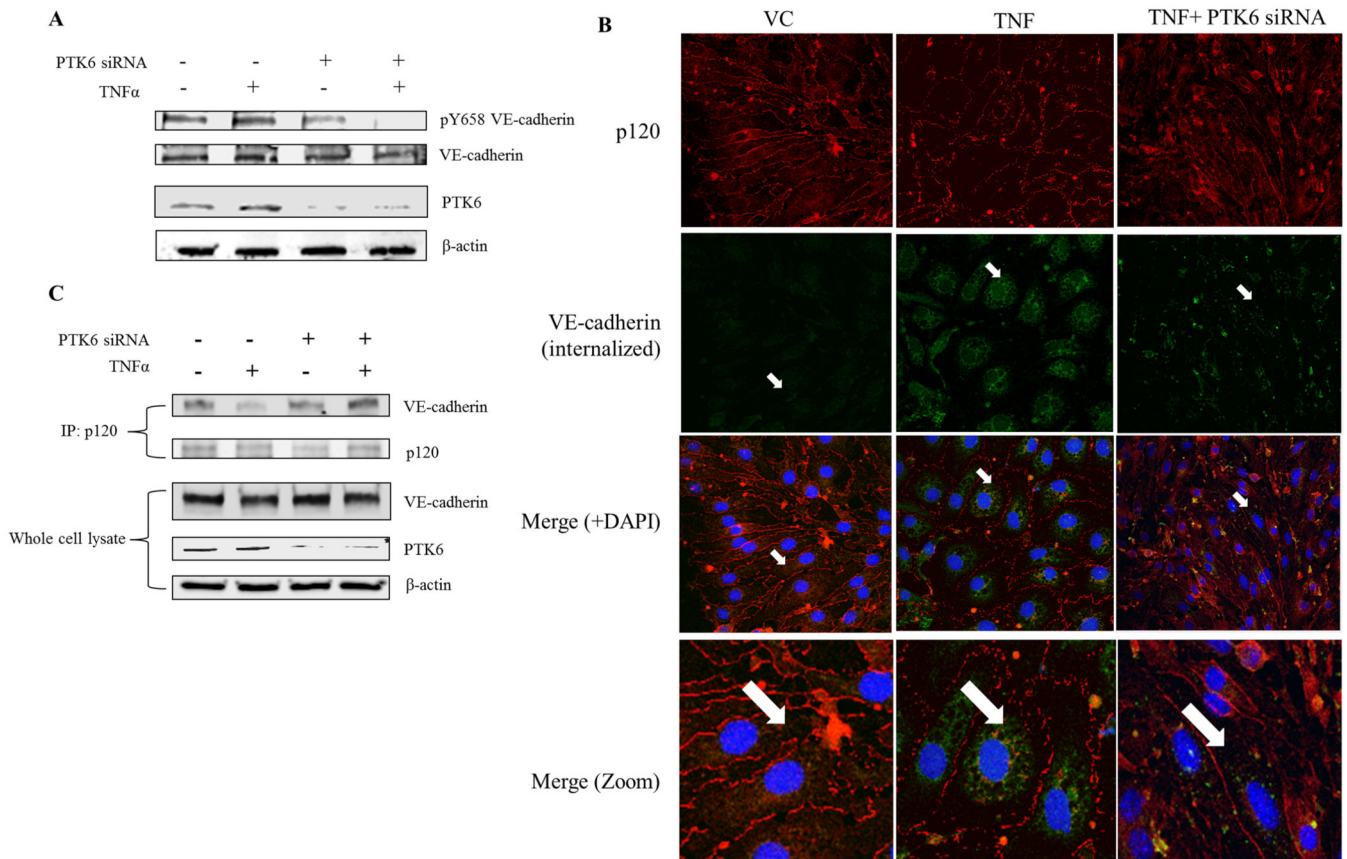 A
PTK6 siRNA - - + +
TNFα - + - +
pY658 VE-cadherin
VE-cadherin
PTK6
β-actin
C
PTK6 siRNA - - + +
TNFα - + - +
IP: p120
VE-cadherin
p120
Whole cell lysate
VE-cadherin
PTK6
β-actin
B
VC TNF TNF+ PTK6 siRNA
p120
VE-cadherin
(internalized)
Merge (+DAPI)
Merge (Zoom)